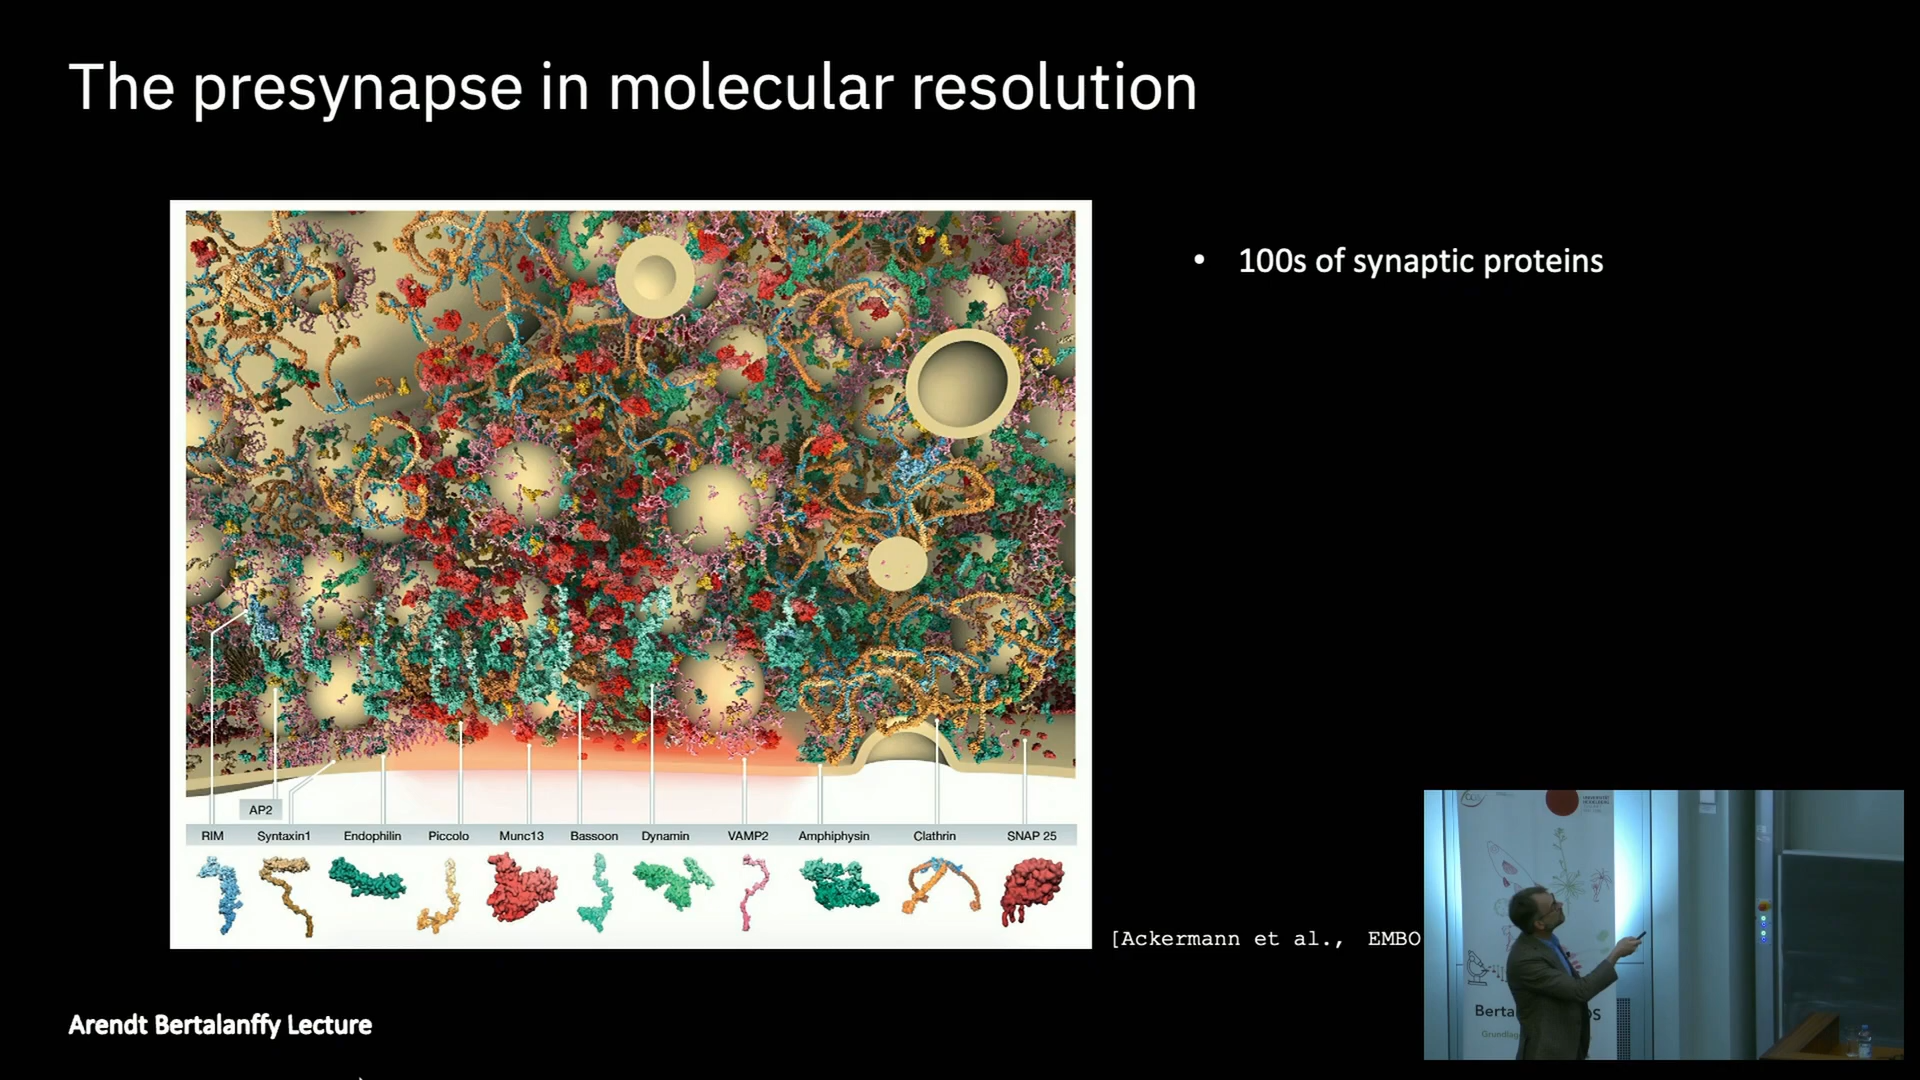 The presynapse in molecular resolution
• 100s of synaptic proteins
AP2
RIM Syntaxin1 Endophilin Piccolo Munc13 Bassoon Dynamin VAMP2 Amphiphysin Clathrin SNAP 25
[Ackermann et al., EMBO
Arendt Bertalanffy Lecture
Berta